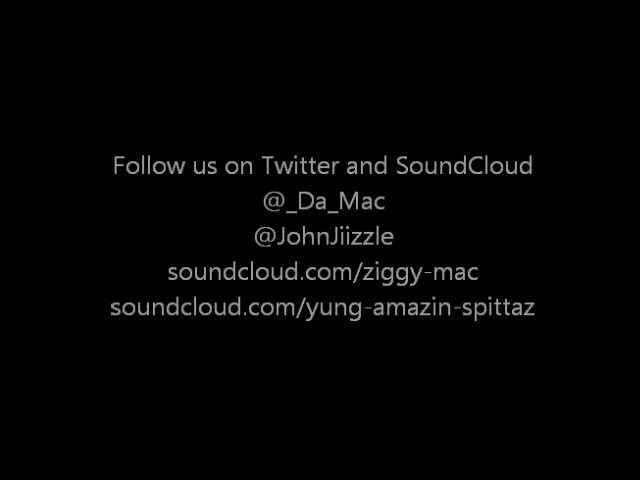 Follow us on Twitter and SoundCloud
@_Da_Mac
@JohnJiizzle
soundcloud.com/ziggy-mac
soundcloud.com/yung-amazin-spittaz